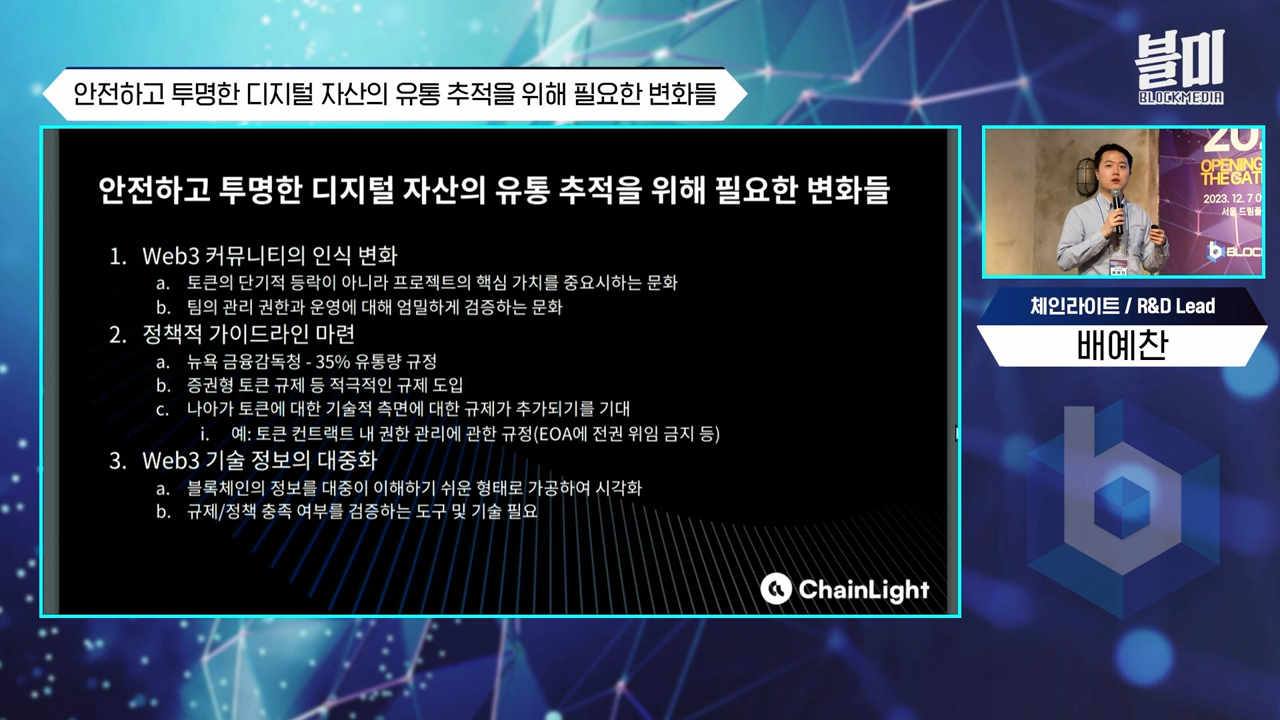 블미
BLOCKMEDIA
안전하고 투명한 디지털 자산의 유통 추적을 위해 필요한 변화들
안전하고 투명한 디지털 자산의 유통 추적을 위해 필요한 변화들
1. Web3 커뮤니티의 인식 변화
a. 토큰의 단기적 등락이 아니라 프로젝트의 핵심 가치를 중요시하는 문화
b. 팀의 관리 권한과 운영에 대해 엄밀하게 검증하는 문화
2. 정책적 가이드라인 마련
a. 뉴욕 금융감독청 - 35% 유통량 규정
b. 증권형 토큰 규제 등 적극적인 규제 도입
c. 나아가 토큰에 대한 기술적 측면에 대한 규제가 추가되기를 기대
i. 예: 토큰 컨트랙트 내 권한 관리에 관한 규정(EOA에 전권 위임 금지 등)
3. Web3 기술 정보의 대중화
a. 블록체인의 정보를 대중이 이해하기 쉬운 형태로 가공하여 시각화
b. 규제/정책 충족 여부를 검증하는 도구 및 기술 필요
ChainLight
OPENING
THE GAT
2023. 12. 7
서울 드림플
BLOC
체인라이트 / R&D Lead
배예찬